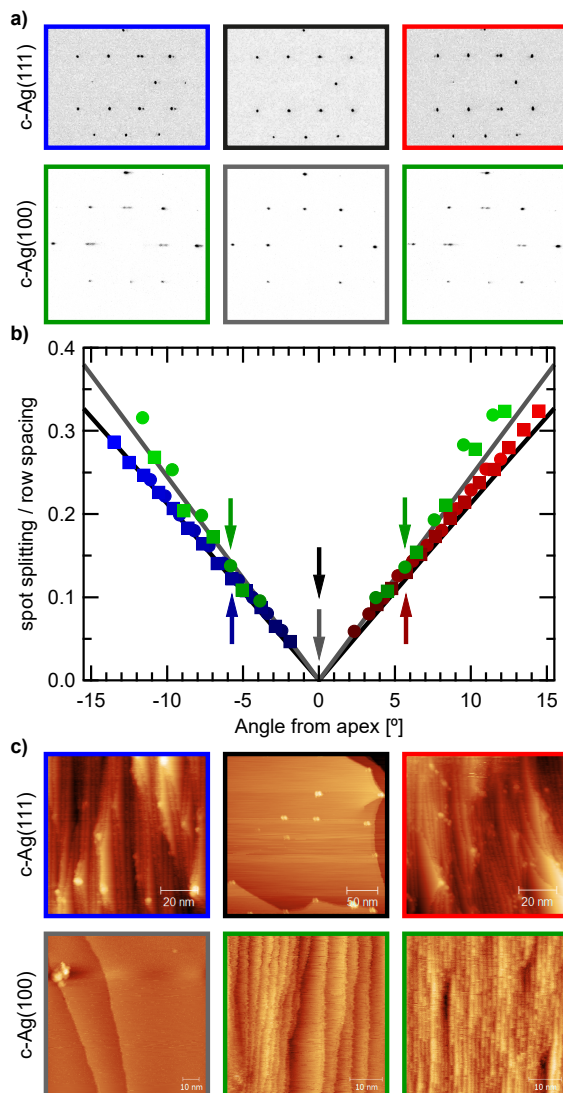 a)
c-Ag(111)
c-Ag(100)
b)
0.4
0.3
0.2
0.1
0.0
spot splitting / row spacing
-15
-10
-5
0
5
10
15
Angle from apex [º]
c)
c-Ag(111)
20 nm
50 nm
20 nm
c-Ag(100)
10 nm
10 nm
10 nm